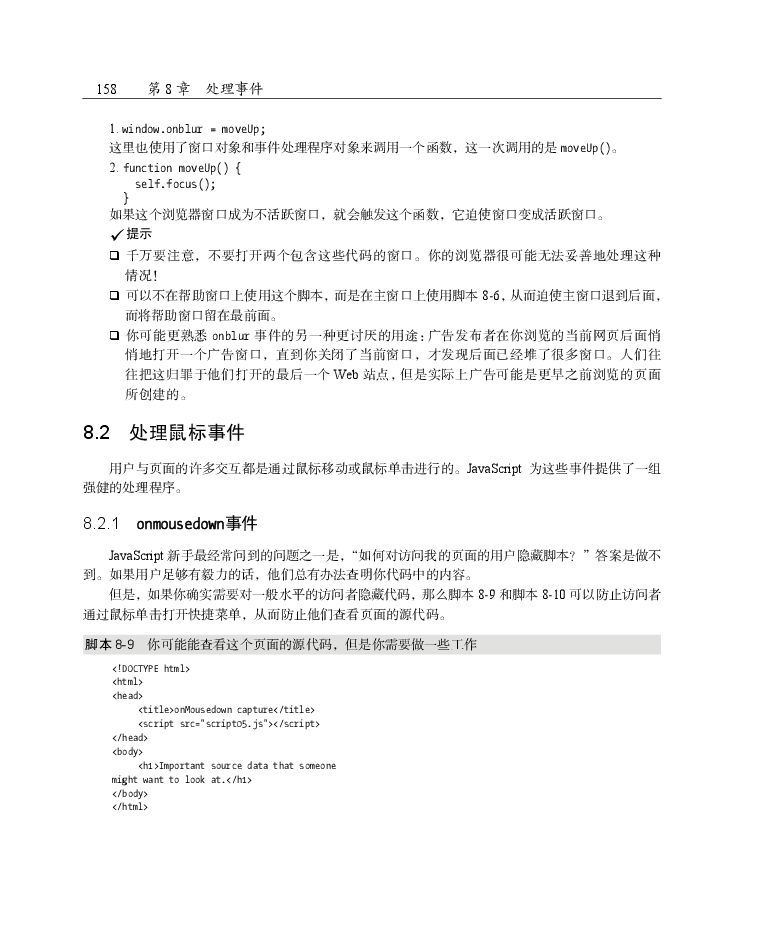 158 第 8 章 处理事件
1. window.onblur = moveUp;
这里也使用了窗口对象和事件处理程序对象来调用一个函数，这一次调用的是 moveUp()。
2. function moveUp() {
self.focus();
}
如果这个浏览器窗口成为不活跃窗口，就会触发这个函数，它迫使窗口变成活跃窗口。
✓提示
❑ 千万要注意，不要打开两个包含这些代码的窗口。你的浏览器很可能无法妥善地处理这种
情况！
❑ 可以不在帮助窗口上使用这个脚本，而是在主窗口上使用脚本 8-6，从而迫使主窗口退到后面，
而将帮助窗口留在最前面。
❑ 你可能更熟悉 onblur 事件的另一种更讨厌的用途：广告发布者在你浏览的当前网页后面悄
悄地打开一个广告窗口，直到你关闭了当前窗口，才发现后面已经堆了很多窗口。人们往
往把这归罪于他们打开的最后一个 Web 站点，但是实际上广告可能是更早之前浏览的页面
所创建的。
8.2 处理鼠标事件
用户与页面的许多交互都是通过鼠标移动或鼠标单击进行的。JavaScript 为这些事件提供了一组
强健的处理程序。
8.2.1 onmousedown事件
JavaScript 新手最经常问到的问题之一是，“如何对访问我的页面的用户隐藏脚本？”答案是做不
到。如果用户足够有毅力的话，他们总有办法查明你代码中的内容。
但是，如果你确实需要对一般水平的访问者隐藏代码，那么脚本 8-9 和脚本 8-10 可以防止访问者
通过鼠标单击打开快捷菜单，从而防止他们查看页面的源代码。
脚本 8-9 你可能能查看这个页面的源代码，但是你需要做一些工作
<!DOCTYPE html>
<html>
<head>
<title>onMousedown capture</title>
<script src="script05.js"></script>
</head>
<body>
<h1>Important source data that someone
might want to look at.</h1>
</body>
</html>